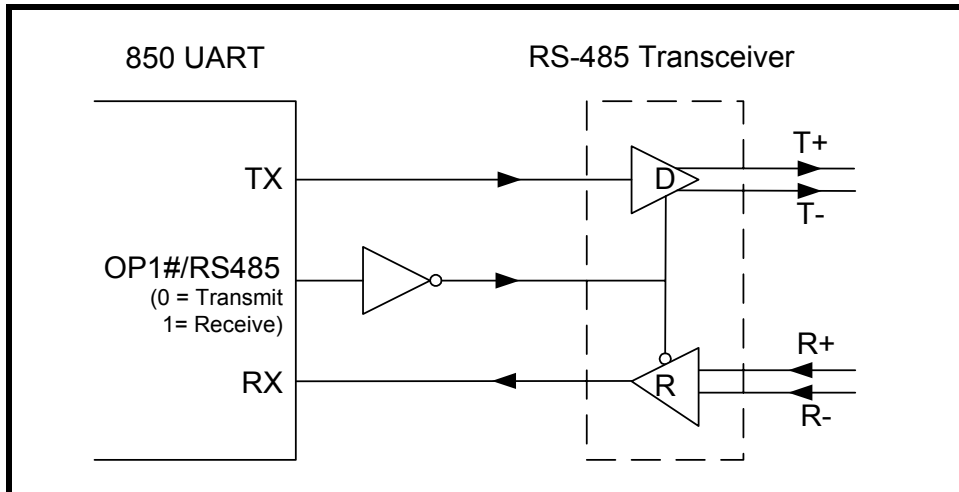 850 UART
RS-485 Transceiver
TX
D
T+
T-
OP1#/RS485
(0 = Transmit
1= Receive)
RX
R
R+
R-